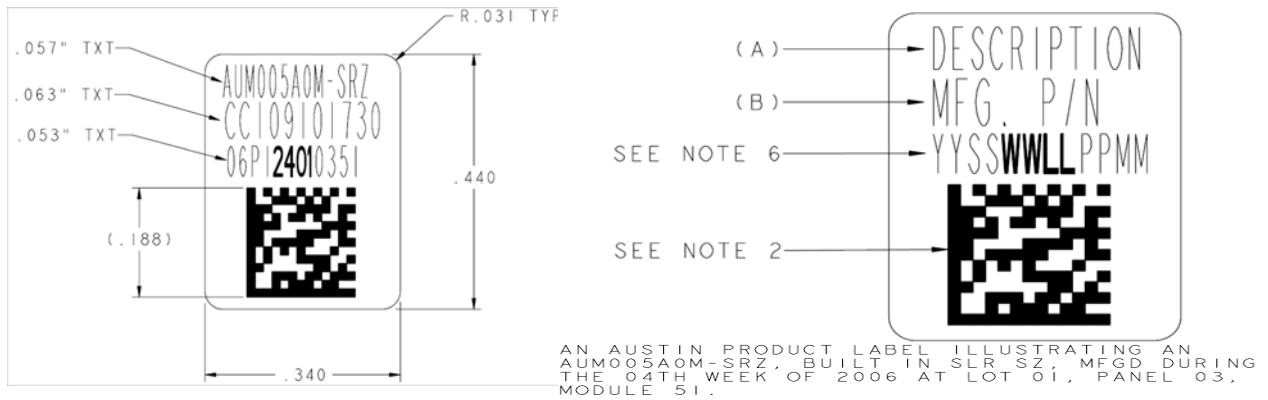 R.031 TYP
.057" TXT
AUM005A0M-SRZ
.063" TXT
CC109101730
.053" TXT
06P124010351
.440
(.188)
.340
(A)
DESCRIPTION
(B)
MFG. P/N
SEE NOTE 6
YYSSWWLLPPMM
SEE NOTE 2
AN AUSTIN PRODUCT LABEL ILLUSTRATING AN
AUM005A0M-SRZ, BUILT IN SLR SZ, MFGD DURING
THE 04TH WEEK OF 2006 AT LOT 01, PANEL 03,
MODULE 51.